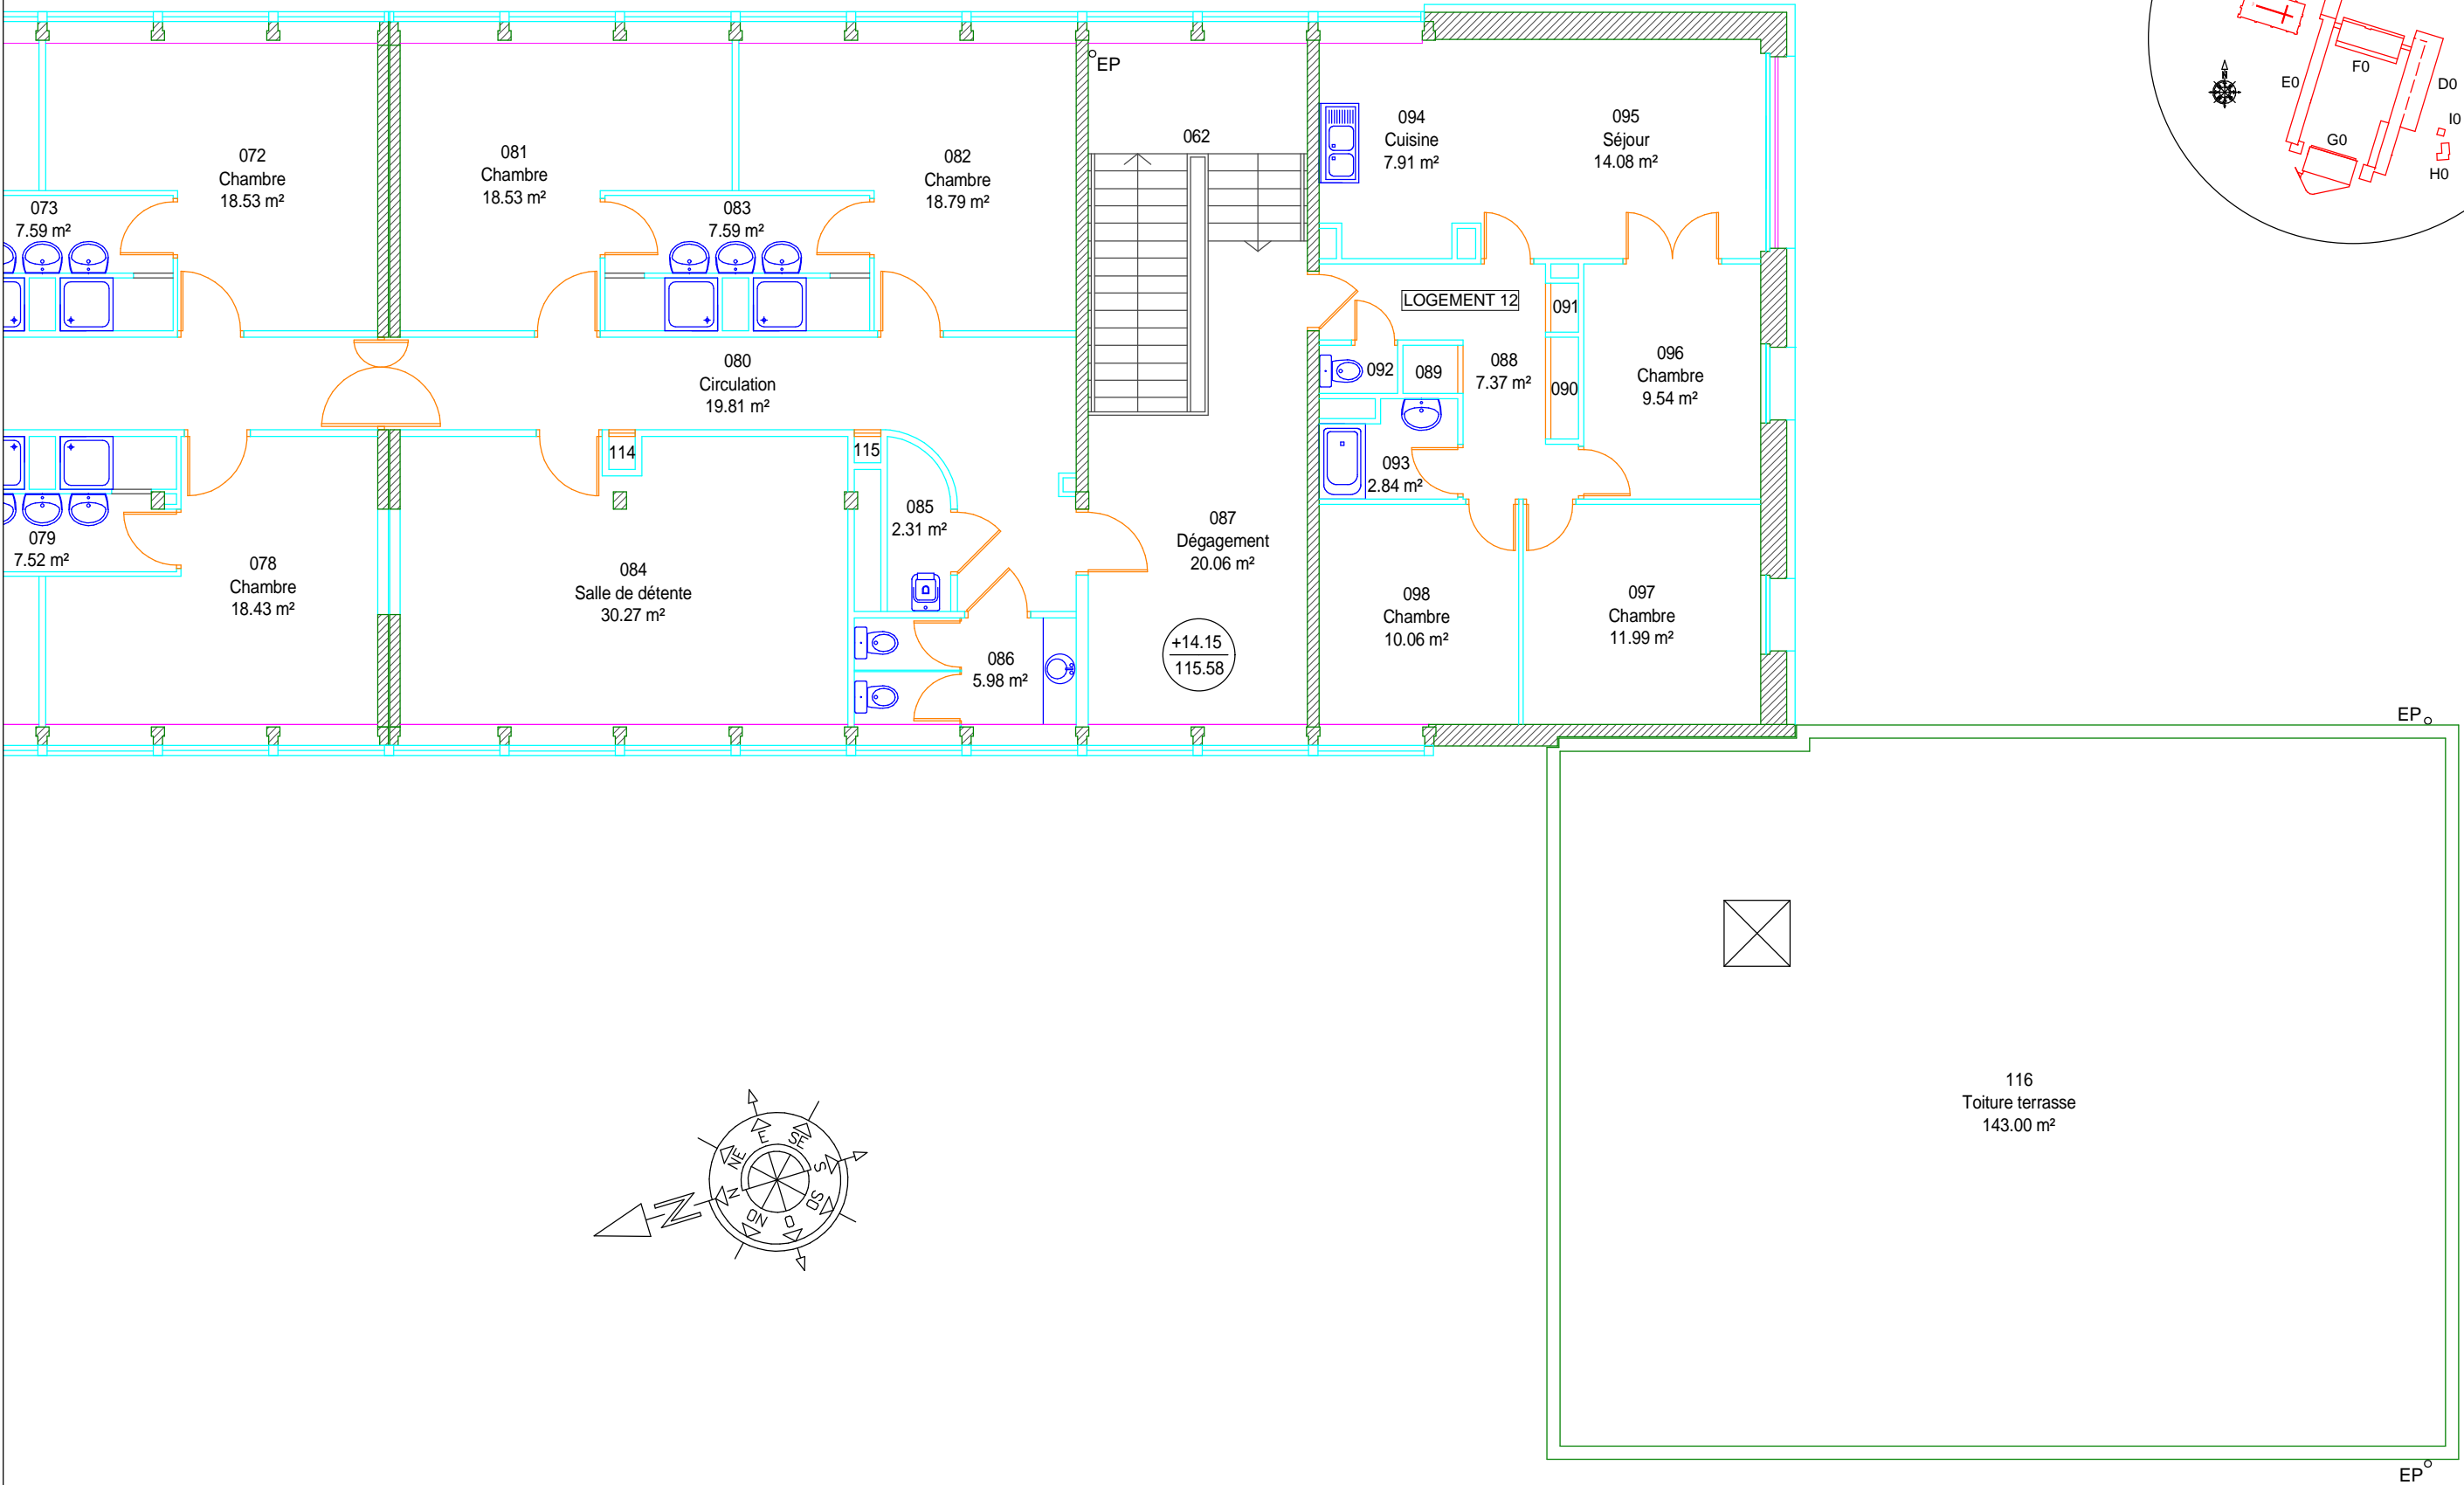 EP
F0
E0
D0
I0
G0
H0
N
062
094
Cuisine
7.91 m²
095
Séjour
14.08 m²
072
Chambre
18.53 m²
081
Chambre
18.53 m²
082
Chambre
18.79 m²
073
7.59 m²
083
7.59 m²
LOGEMENT 12
091
080
Circulation
19.81 m²
092
089
088
7.37 m²
090
096
Chambre
9.54 m²
114
115
093
2.84 m²
085
2.31 m²
087
Dégagement
20.06 m²
079
7.52 m²
078
Chambre
18.43 m²
084
Salle de détente
30.27 m²
098
Chambre
10.06 m²
097
Chambre
11.99 m²
086
5.98 m²
+14.15
115.58
EP
116
Toiture terrasse
143.00 m²
E
SE
NE
S
N
N
SO
NO
O
EP